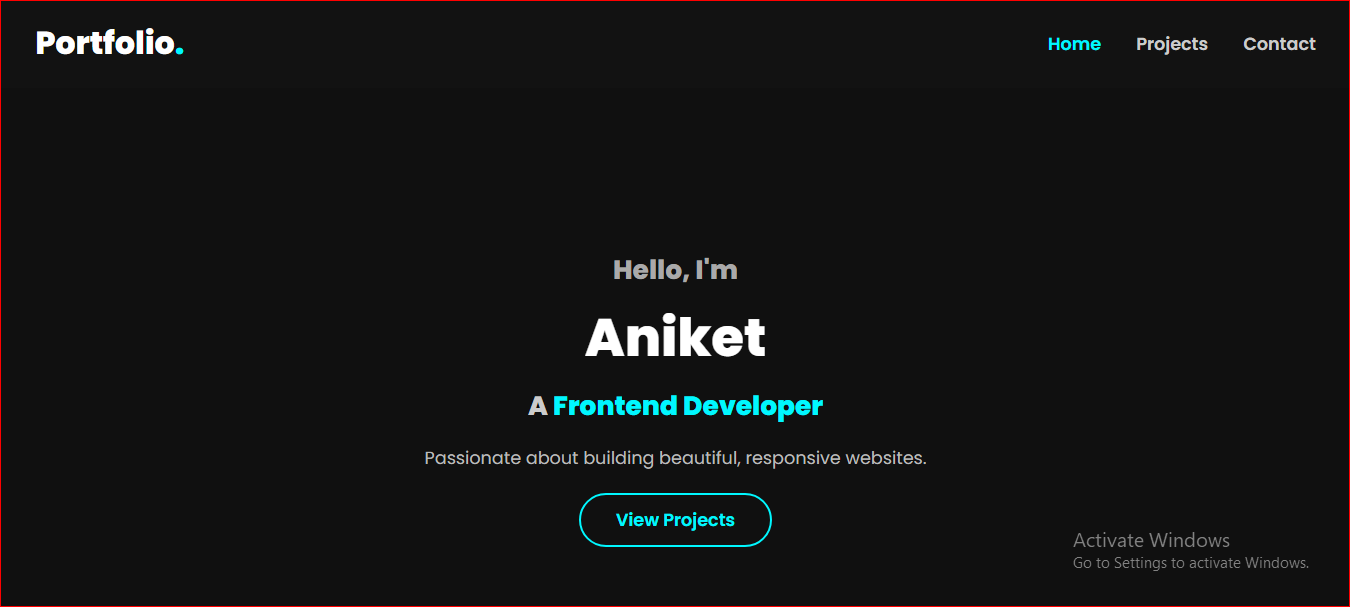 Portfolio.
Home Projects Contact
Hello, I'm
Aniket
A Frontend Developer
Passionate about building beautiful, responsive websites.
View Projects
Activate Windows
Go to Settings to activate Windows.